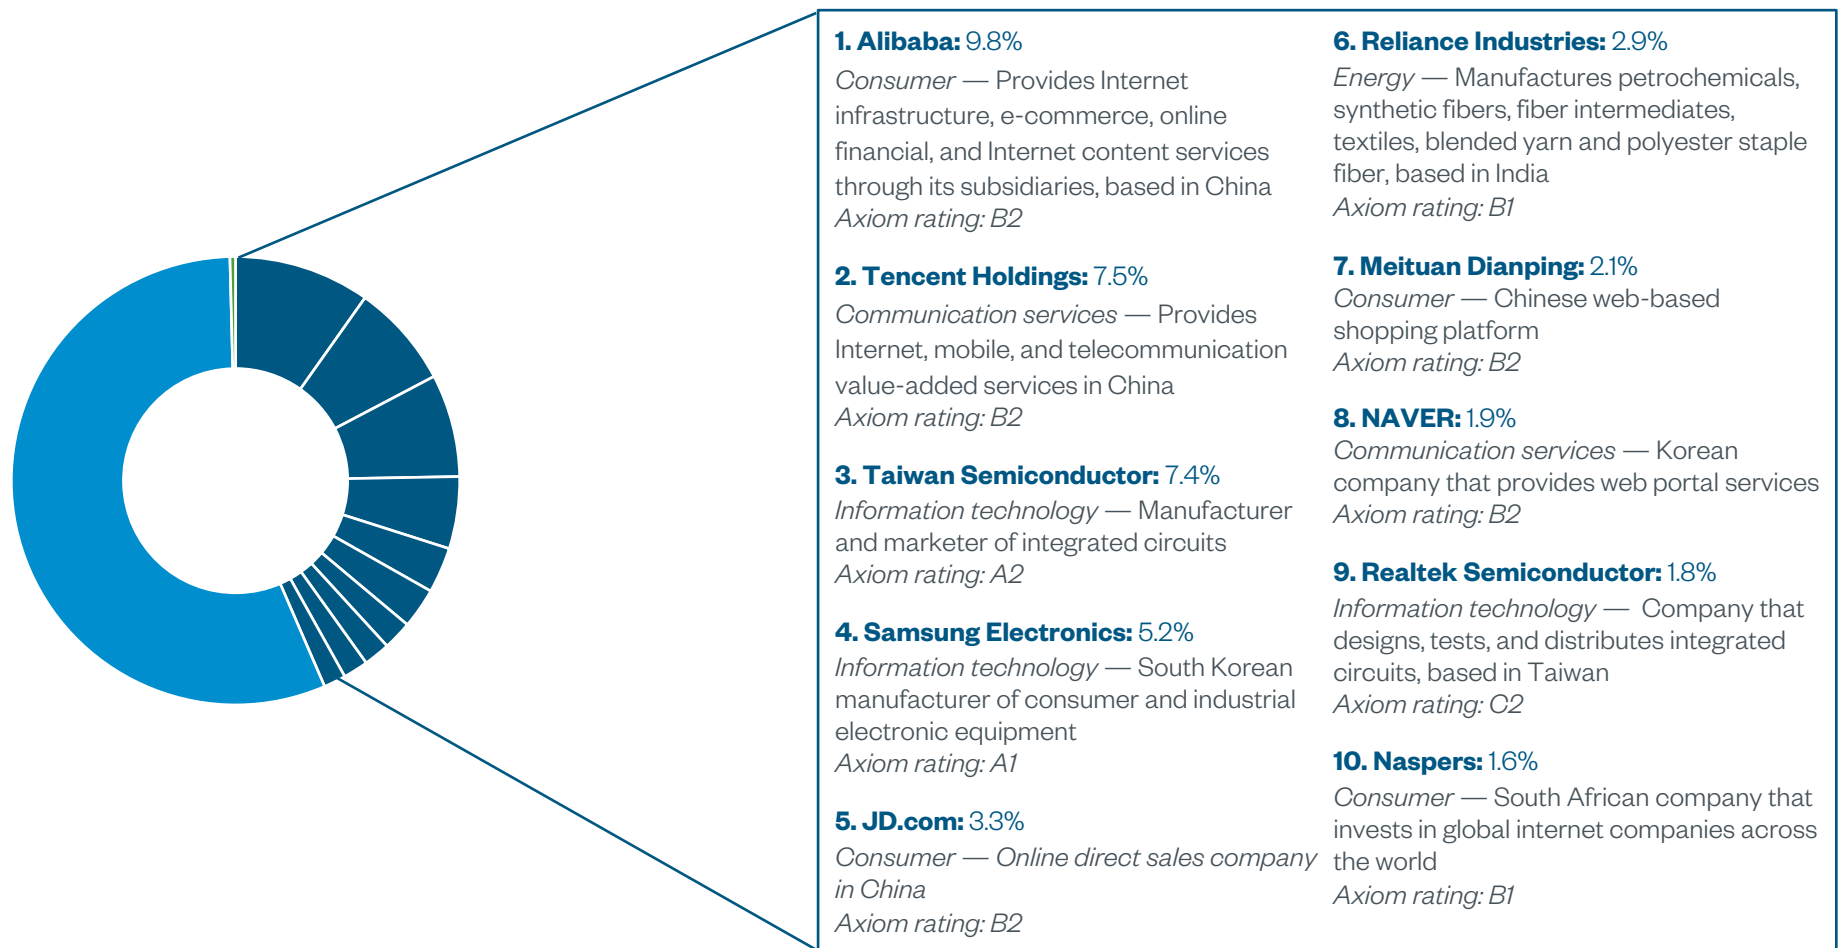 1. Alibaba: 9.8%
Consumer — Provides Internet
infrastructure, e-commerce, online
financial, and Internet content services
through its subsidiaries, based in China
Axiom rating: B2
2. Tencent Holdings: 7.5%
Communication services — Provides
Internet, mobile, and telecommunication
value-added services in China
Axiom rating: B2
3. Taiwan Semiconductor: 7.4%
Information technology — Manufacturer
and marketer of integrated circuits
Axiom rating: A2
4. Samsung Electronics: 5.2%
Information technology — South Korean
manufacturer of consumer and industrial
electronic equipment
Axiom rating: A1
5. JD.com: 3.3%
Consumer — Online direct sales company
in China
Axiom rating: B2
6. Reliance Industries: 2.9%
Energy — Manufactures petrochemicals,
synthetic fibers, fiber intermediates,
textiles, blended yarn and polyester staple
fiber, based in India
Axiom rating: B1
7. Meituan Dianping: 2.1%
Consumer — Chinese web-based
shopping platform
Axiom rating: B2
8. NAVER: 1.9%
Communication services — Korean
company that provides web portal services
Axiom rating: B2
9. Realtek Semiconductor: 1.8%
Information technology — Company that
designs, tests, and distributes integrated
circuits, based in Taiwan
Axiom rating: C2
10. Naspers: 1.6%
Consumer — South African company that
invests in global internet companies across
the world
Axiom rating: B1